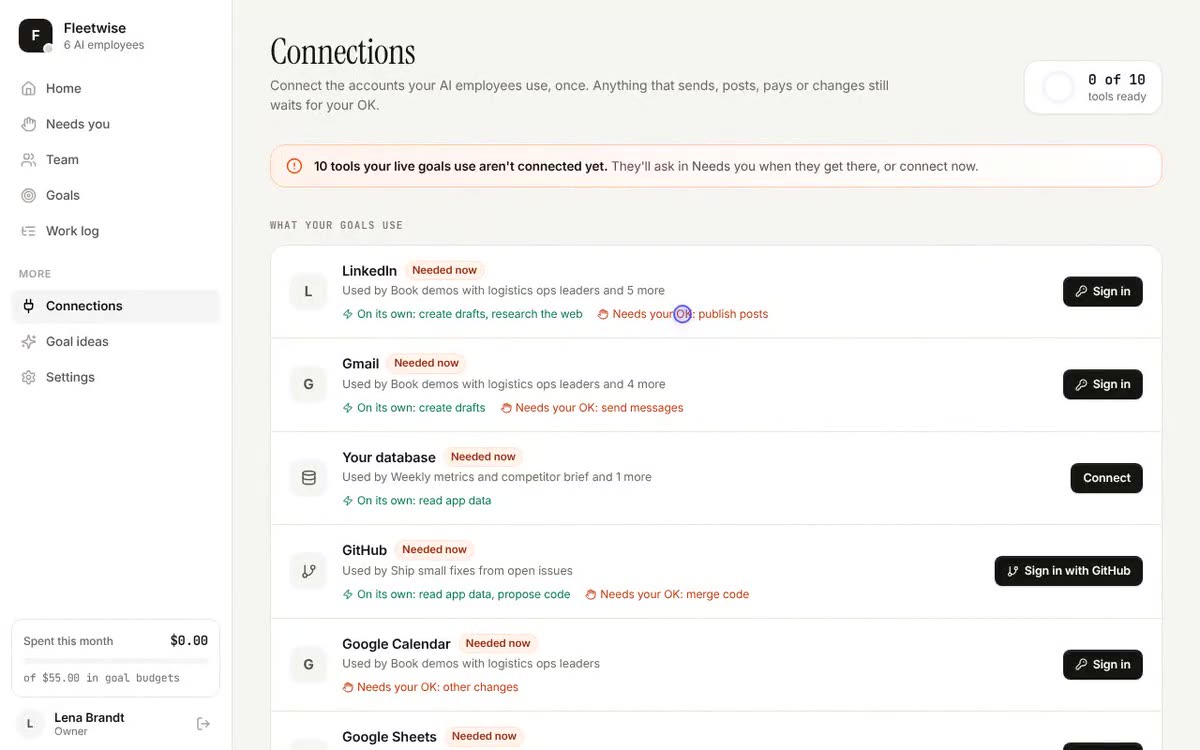 F
Fleetwise
6 AI employees
Home
Needs you
Team
Goals
Work log
MORE
Connections
Goal ideas
Settings
Spent this month $0.00
of $55.00 in goal budgets
L
Lena Brandt
Owner
Connections
Connect the accounts your AI employees use, once. Anything that sends, posts, pays or changes still
waits for your OK.
0 of 10
tools ready
10 tools your live goals use aren't connected yet. They'll ask in Needs you when they get there, or connect now.
WHAT YOUR GOALS USE
L
LinkedIn Needed now
Used by Book demos with logistics ops leaders and 5 more
On its own: create drafts, research the web Needs your OK: publish posts
Sign in
G
Gmail Needed now
Used by Book demos with logistics ops leaders and 4 more
On its own: create drafts Needs your OK: send messages
Sign in
Your database Needed now
Used by Weekly metrics and competitor brief and 1 more
On its own: read app data
Connect
GitHub Needed now
Used by Ship small fixes from open issues
On its own: read app data, propose code Needs your OK: merge code
Sign in with GitHub
G
Google Calendar Needed now
Used by Book demos with logistics ops leaders
Needs your OK: other changes
Sign in
Google Sheets Needed now